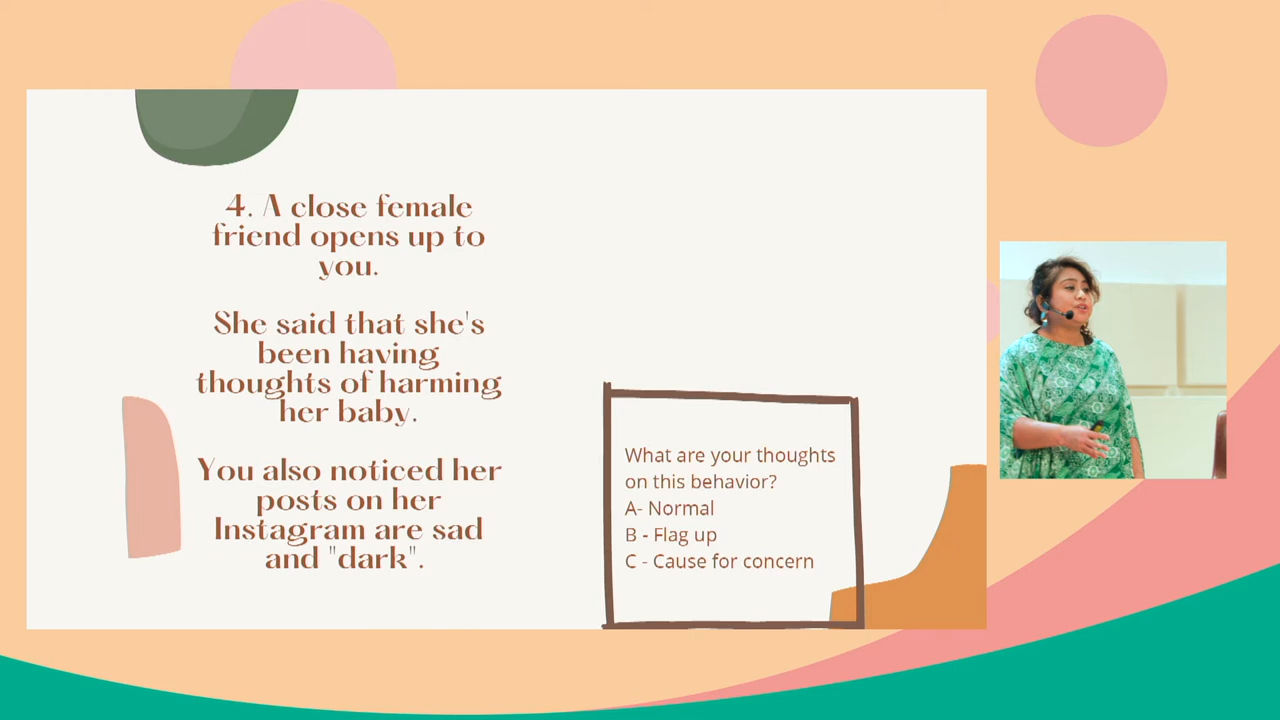 4. A close female
friend opens up to
you.
She said that she's
been having
thoughts of harming
her baby.
You also noticed her
posts on her
Instagram are sad
and "dark".
What are your thoughts
on this behavior?
A- Normal
B - Flag up
C - Cause for concern